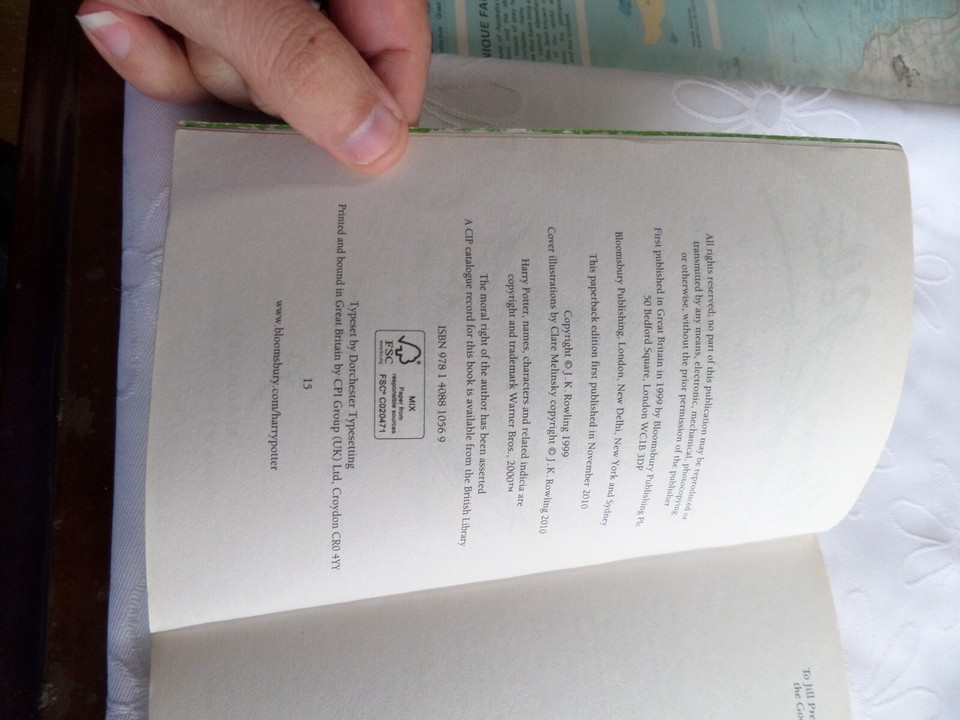 All rights reserved; no part of this publication may be reproduced or
transmitted by any means, electronic, mechanical, photocopying
or otherwise, without the prior permission of the publisher
First published in Great Britain in 1999 by Bloomsbury Publishing Plc
50 Bedford Square, London WC1B 3DP
Bloomsbury Publishing, London, New Delhi, New York and Sydney
This paperback edition first published in November 2010
Copyright © J. K. Rowling 1999
Cover illustrations by Clare Melinsky copyright © J. K. Rowling 2010
Harry Potter, names, characters and related indicia are
copyright and trademark Warner Bros., 2000™
The moral right of the author has been asserted
A CIP catalogue record for this book is available from the British Library
ISBN 978 1 4088 1056 9
MIX
Paper from
responsible sources
FSC® C020471
FSC
www.fsc.org
Typeset by Dorchester Typesetting
Printed and bound in Great Britain by CPI Group (UK) Ltd, Croydon CR0 4YY
15
www.bloomsbury.com/harrypotter
To Jill
the